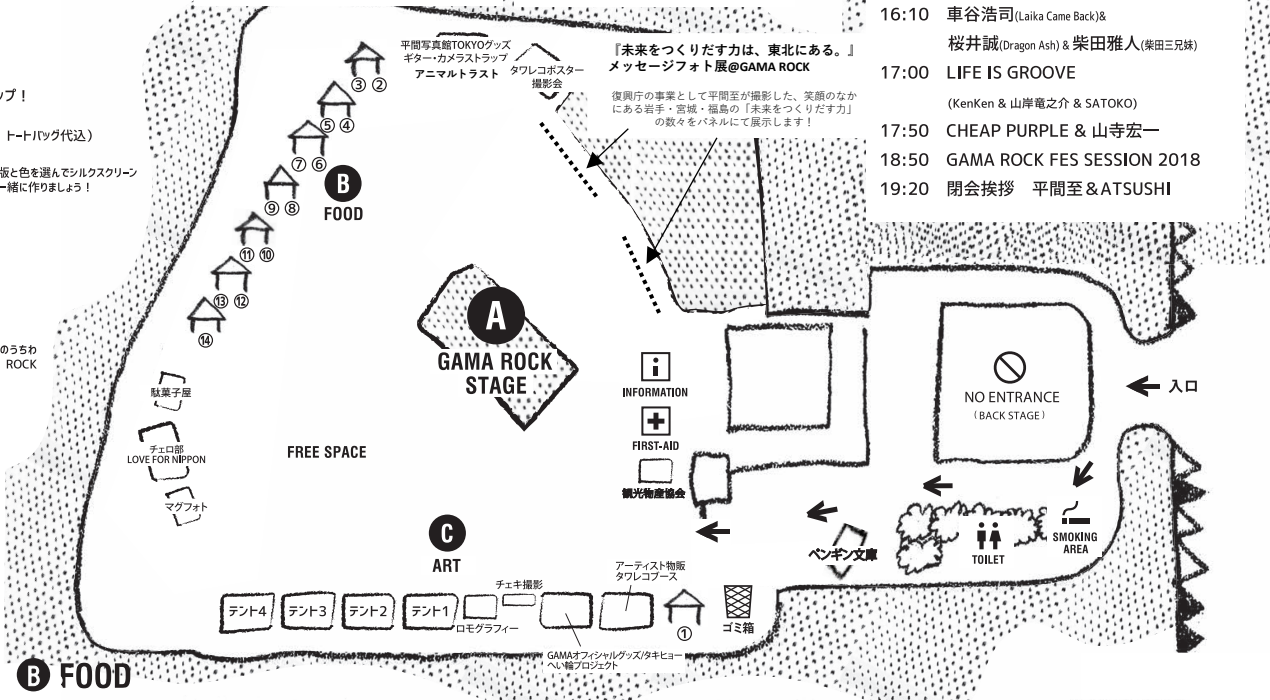 16:10 車谷浩司(Laika Came Back)&
桜井誠(Dragon Ash) & 柴田雅人(柴田三兄妹)
17:00 LIFE IS GROOVE
(KenKen & 山岸竜之介 & SATOKO)
17:50 CHEAP PURPLE & 山寺宏一
18:50 GAMA ROCK FES SESSION 2018
19:20 閉会挨拶 平間至&ATSUSHI
ップ!
トートバッグ代込)
版と色を選んでシルクスクリーン
一緒に作りましょう!
のうちわ
ROCK
平間写真館TOKYOグッズ
ギター・カメラストラップ
アニマルトラスト
タワレコポスター
撮影会
『未来をつくりだす力は、東北にある。』
メッセージフォト展@GAMA ROCK
復興庁の事業として平間至が撮影した、笑顔のなか
にある岩手・宮城・福島の「未来をつくりだす力」
の数々をパネルにて展示します!
③ ②
⑤ ④
⑦ ⑥
⑨ ⑧
⑪ ⑩
⑬ ⑫
⑭
B
FOOD
A
GAMA ROCK
STAGE
INFORMATION
FIRST-AID
観光物産協会
NO ENTRANCE
(BACK STAGE)
入口
駄菓子屋
チェロ部
LOVE FOR NIPPON
マグフォト
FREE SPACE
C
ART
ペンギン文庫
TOILET
SMOKING
AREA
テント4
テント3
テント2
テント1
ロモグラフィー
チェキ撮影
アーティスト物販
タワレコブース
GAMAオフィシャルグッズ/タキヒョー
へい輪プロジェクト
①
ゴミ箱
B FOOD